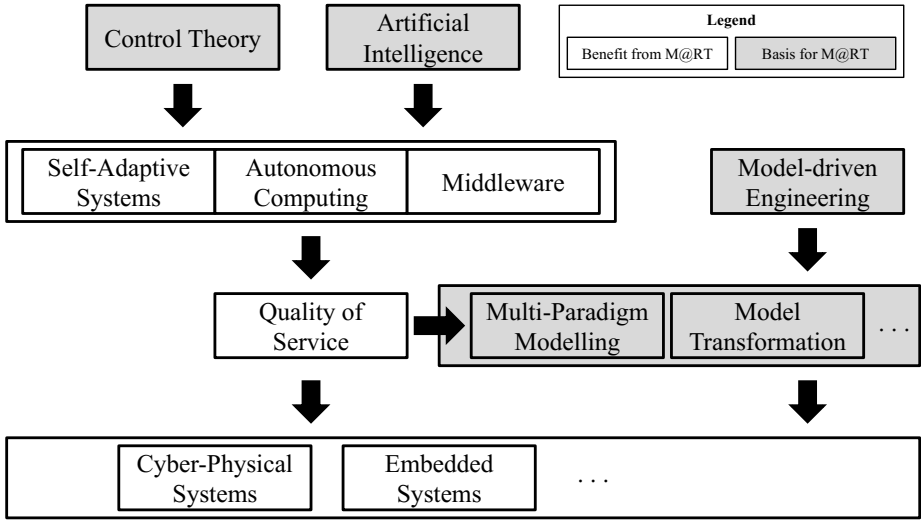 Control Theory
Artificial
Intelligence
Legend
Benefit from M@RT
Basis for M@RT
Self-Adaptive
Systems
Autonomous
Computing
Middleware
Model-driven
Engineering
Quality of
Service
Multi-Paradigm
Modelling
Model
Transformation
. . .
Cyber-Physical
Systems
Embedded
Systems
. . .